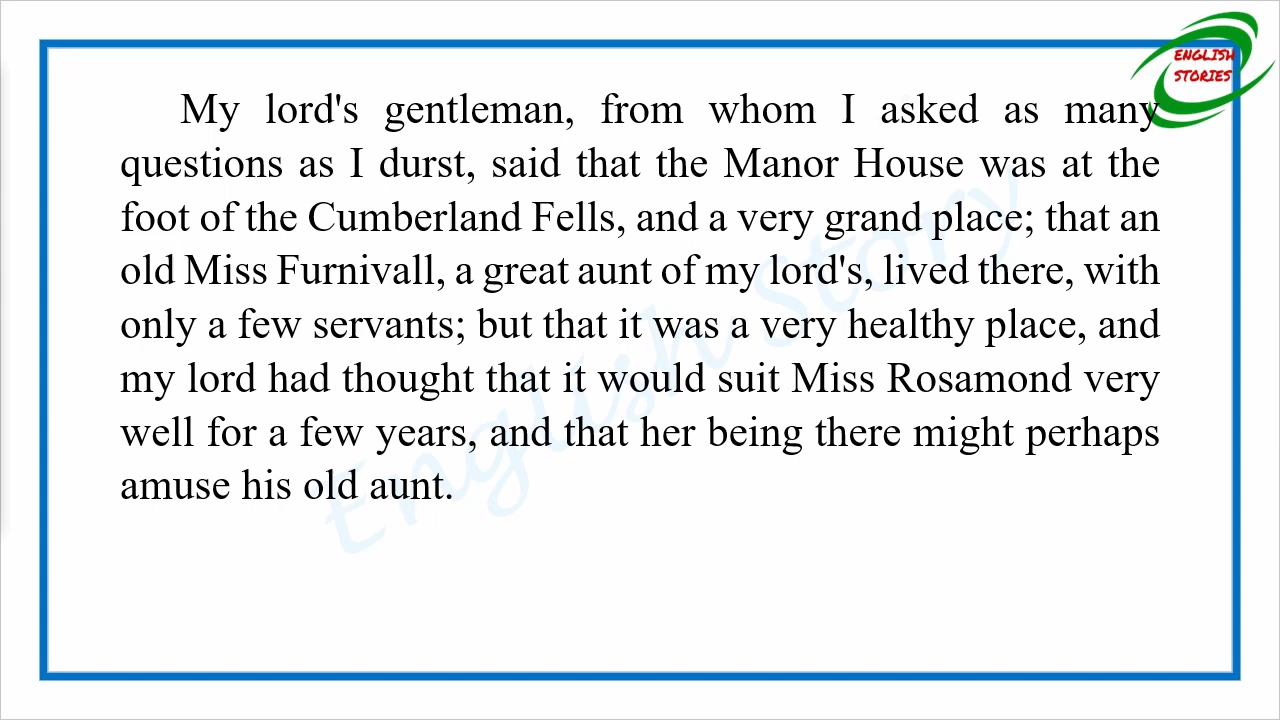 ENGLISH
STORIES
My lord's gentleman, from whom I asked as many
questions as I durst, said that the Manor House was at the
foot of the Cumberland Fells, and a very grand place; that an
old Miss Furnivall, a great aunt of my lord's, lived there, with
only a few servants; but that it was a very healthy place, and
my lord had thought that it would suit Miss Rosamond very
well for a few years, and that her being there might perhaps
amuse his old aunt.
English Story